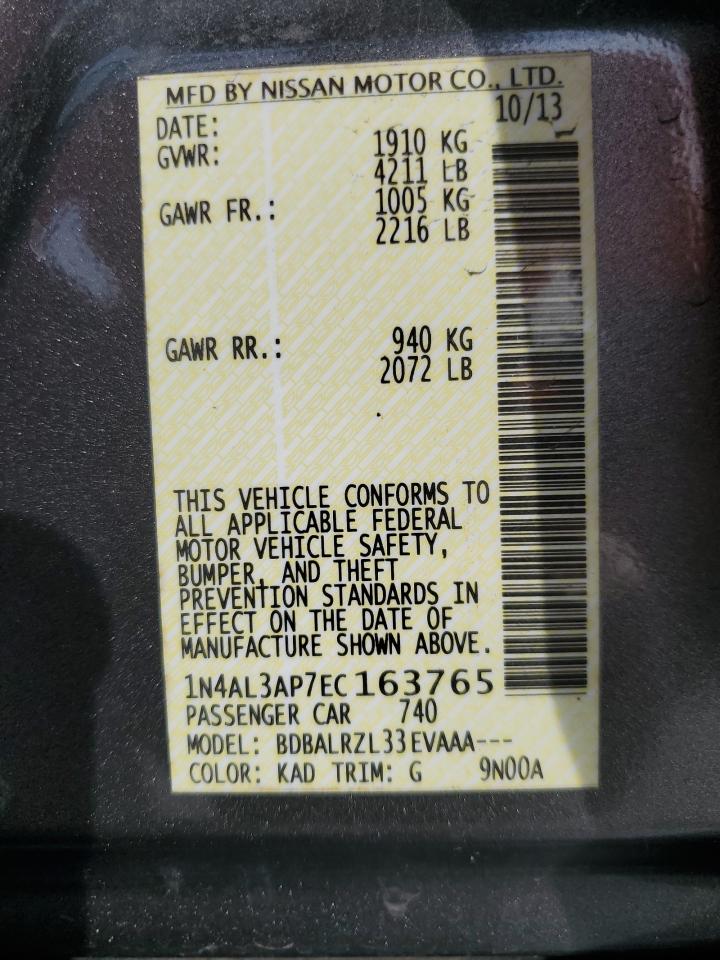 MFD BY NISSAN MOTOR CO., LTD.
DATE: 10/13
GVWR: 1910 KG
4211 LB
GAWR FR.: 1005 KG
2216 LB
GAWR RR.: 940 KG
2072 LB
THIS VEHICLE CONFORMS TO
ALL APPLICABLE FEDERAL
MOTOR VEHICLE SAFETY,
BUMPER, AND THEFT
PREVENTION STANDARDS IN
EFFECT ON THE DATE OF
MANUFACTURE SHOWN ABOVE.
1N4AL3AP7EC163765
PASSENGER CAR 740
MODEL: BDBALRZL33EVAAA---
COLOR: KAD TRIM: G 9N00A